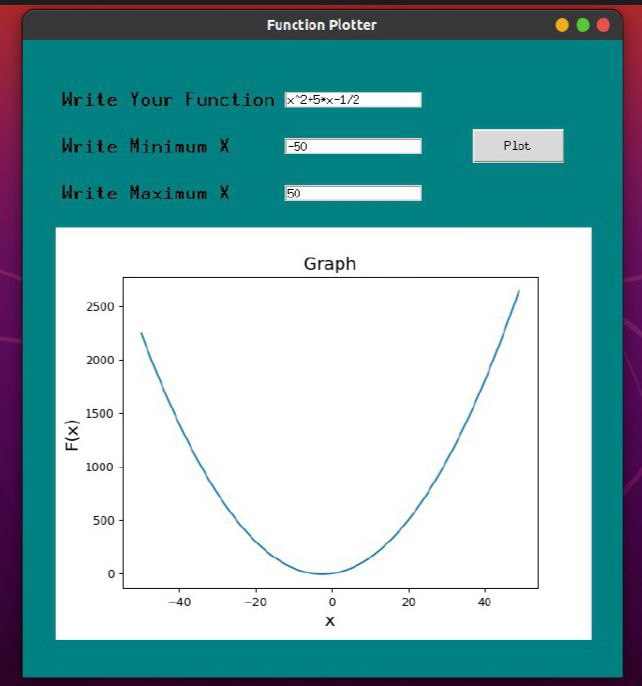 Function Plotter
Write Your Function x^2+5*x-1/2
Write Minimum X -50
Plot
Write Maximum X 50
Graph
2500
2000
1500
1000
500
0
F(x)
−40 −20 0 20 40
x